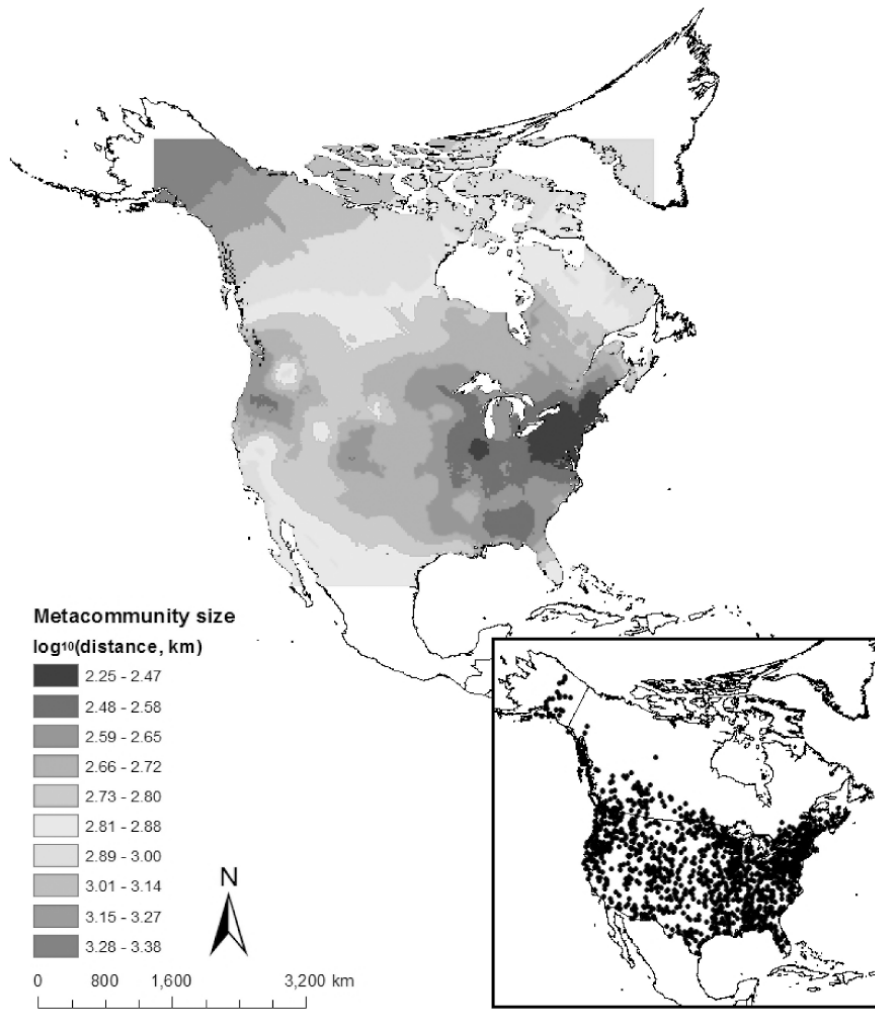 Metacommunity size
log¹⁰(distance, km)
2.25 - 2.47
2.48 - 2.58
2.59 - 2.65
2.66 - 2.72
2.73 - 2.80
2.81 - 2.88
2.89 - 3.00
3.01 - 3.14
3.15 - 3.27
3.28 - 3.38
N
0 800 1,600 3,200 km